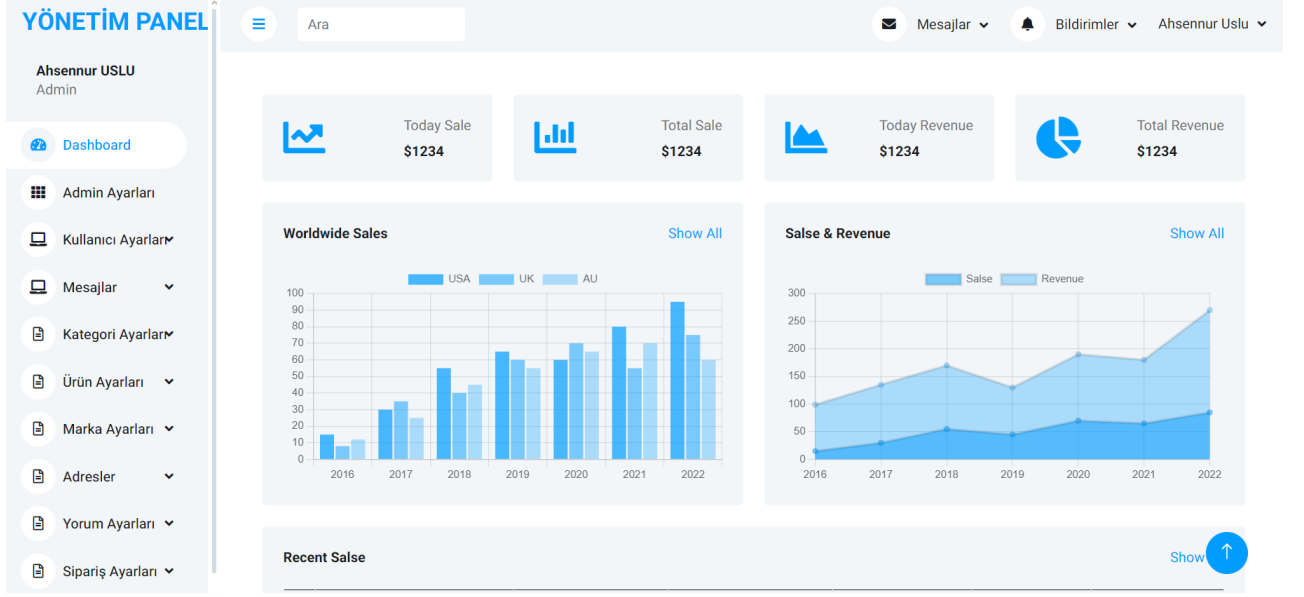 YÖNETİM PANEL
Ara
Mesajlar
Bildirimler
Ahsennur Uslu
Ahsennur USLU
Admin
Dashboard
Admin Ayarları
Kullanıcı Ayarları
Mesajlar
Kategori Ayarları
Ürün Ayarları
Marka Ayarları
Adresler
Yorum Ayarları
Sipariş Ayarları
Today Sale
$1234
Total Sale
$1234
Today Revenue
$1234
Total Revenue
$1234
Worldwide Sales
Show All
USA UK AU
100
90
80
70
60
50
40
30
20
10
0
2016 2017 2018 2019 2020 2021 2022
Salse & Revenue
Show All
Salse Revenue
300
250
200
150
100
50
0
2016 2017 2018 2019 2020 2021 2022
Recent Salse
Show